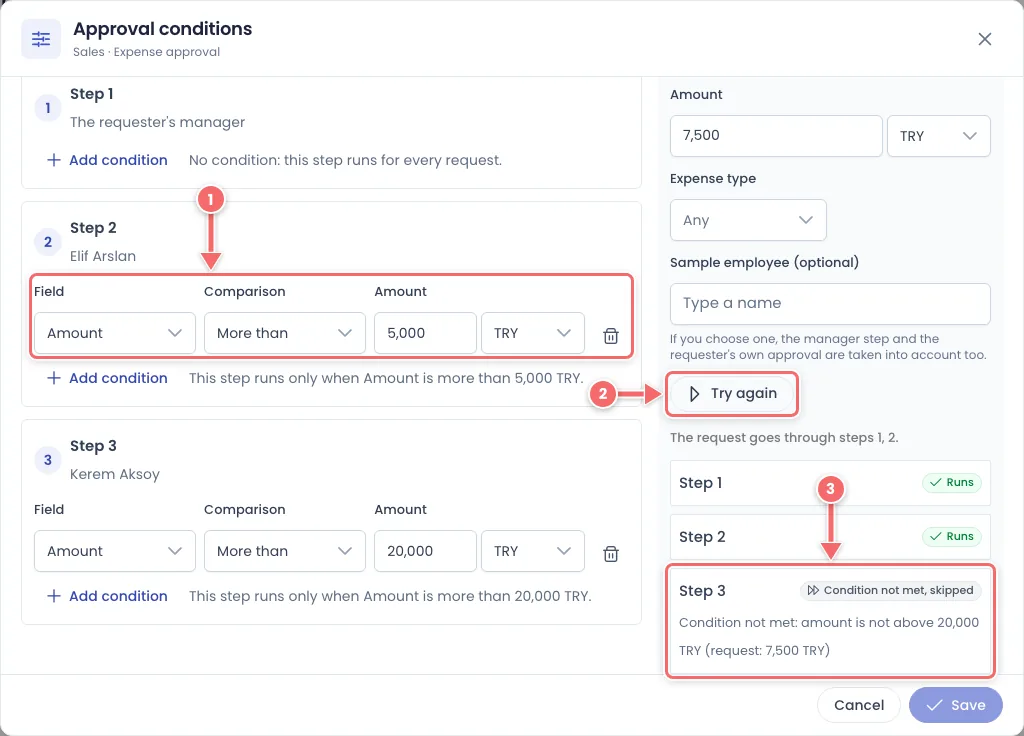 Approval conditions
Sales · Expense approval
1
Step 1
The requester's manager
Add condition
No condition: this step runs for every request.
1
2
Step 2
Elif Arslan
Field
Comparison
Amount
Amount
More than
5,000
TRY
Add condition
This step runs only when Amount is more than 5,000 TRY.
3
Step 3
Kerem Aksoy
Field
Comparison
Amount
Amount
More than
20,000
TRY
Add condition
This step runs only when Amount is more than 20,000 TRY.
Amount
7,500
TRY
Expense type
Any
Sample employee (optional)
Type a name
If you choose one, the manager step and the
requester's own approval are taken into account too.
2
Try again
The request goes through steps 1, 2.
Step 1
Runs
3
Step 2
Runs
Step 3
Condition not met, skipped
Condition not met: amount is not above 20,000
TRY (request: 7,500 TRY)
Cancel
Save